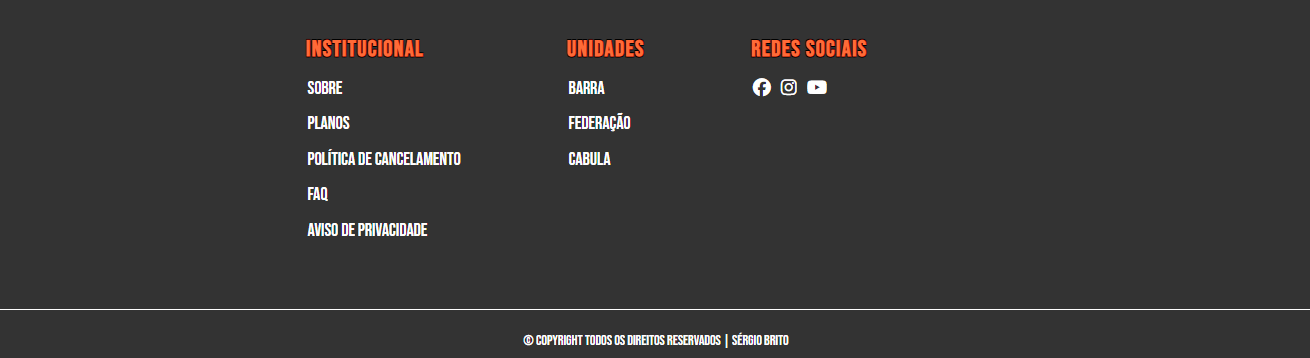 INSTITUCIONAL
SOBRE
PLANOS
POLÍTICA DE CANCELAMENTO
FAQ
AVISO DE PRIVACIDADE
UNIDADES
BARRA
FEDERAÇÃO
CABULA
REDES SOCIAIS
© COPYRIGHT TODOS OS DIREITOS RESERVADOS | SÉRGIO BRITO